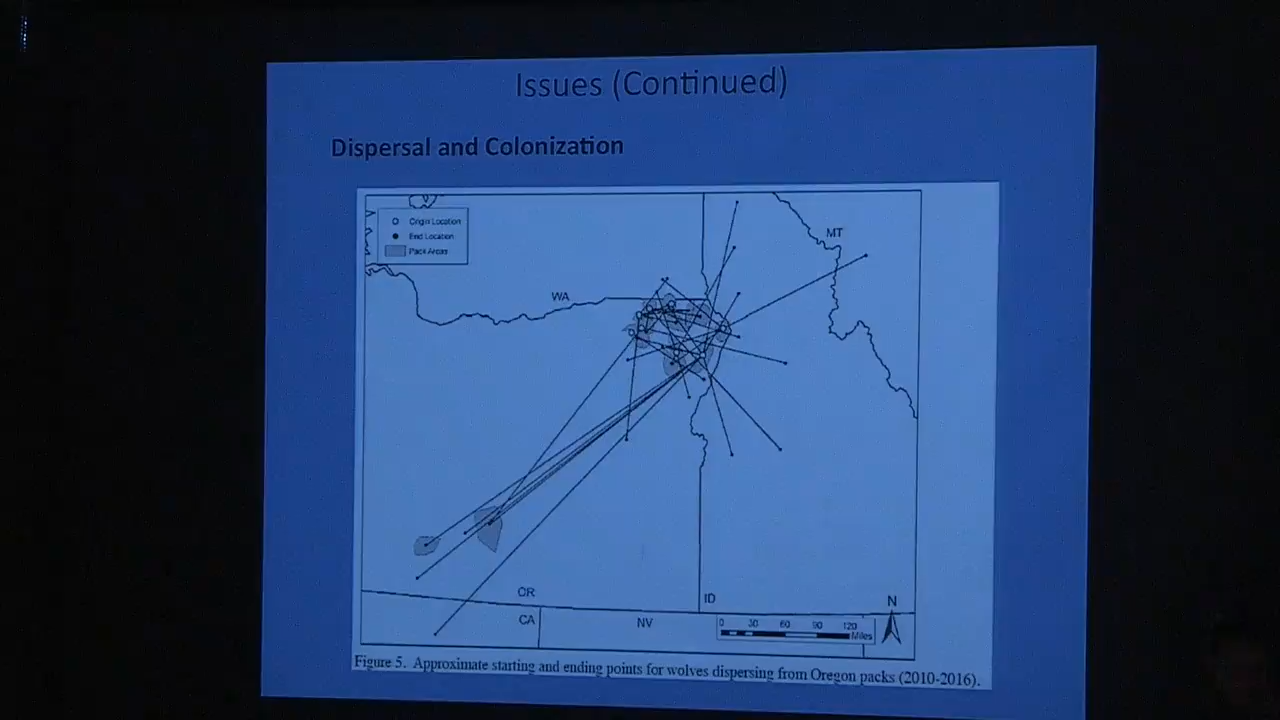 Issues (Continued)
Dispersal and Colonization
Origin Location
End Location
Pack Areas
MT
WA
OR
ID
N
CA
NV
0 30 60 90 120
Miles
Figure 5. Approximate starting and ending points for wolves dispersing from Oregon packs (2010-2016).